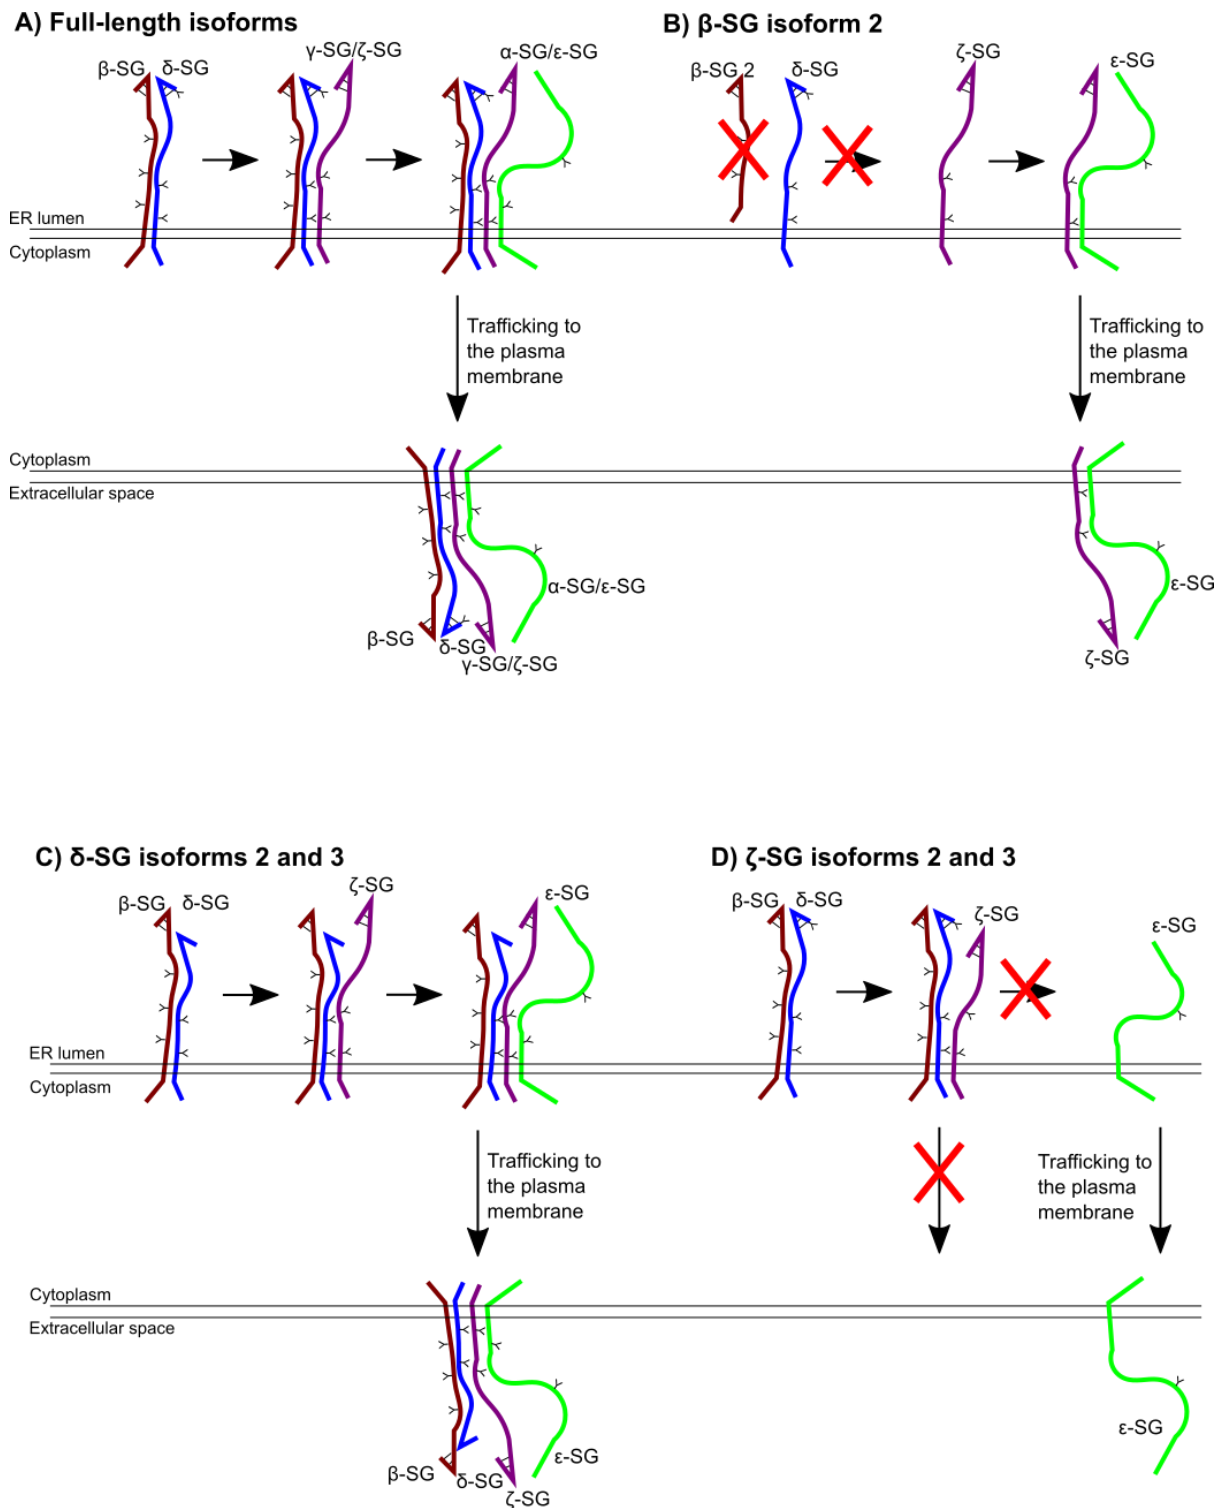 A) Full-length isoforms
β-SG
δ-SG
γ-SG/ζ-SG
α-SG/ε-SG
ER lumen
Cytoplasm
Trafficking to
the plasma
membrane
Cytoplasm
Extracellular space
α-SG/ε-SG
β-SG
δ-SG
γ-SG/ζ-SG
B) β-SG isoform 2
β-SG 2
δ-SG
ζ-SG
ε-SG
Trafficking to
the plasma
membrane
ε-SG
ζ-SG
C) δ-SG isoforms 2 and 3
β-SG
δ-SG
ζ-SG
ε-SG
ER lumen
Cytoplasm
Trafficking to
the plasma
membrane
Cytoplasm
Extracellular space
ε-SG
β-SG
δ-SG
ζ-SG
D) ζ-SG isoforms 2 and 3
β-SG
δ-SG
ζ-SG
ε-SG
Trafficking to
the plasma
membrane
ε-SG